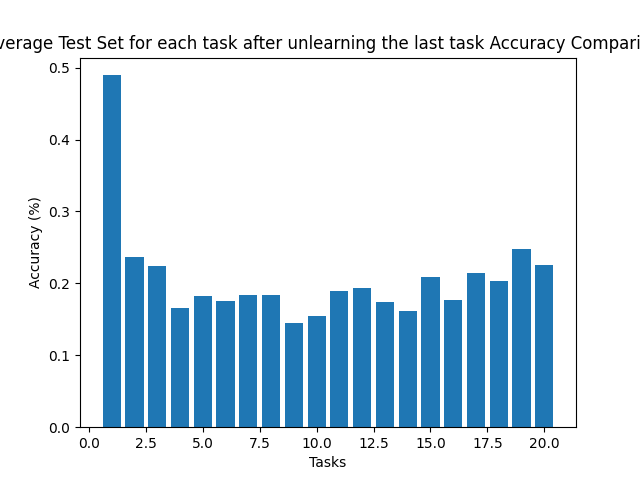 verage Test Set for each task after unlearning the last task Accuracy Compari
0.5
0.4
0.3
0.2
0.1
0.0
Accuracy (%)
0.0 2.5 5.0 7.5 10.0 12.5 15.0 17.5 20.0
Tasks